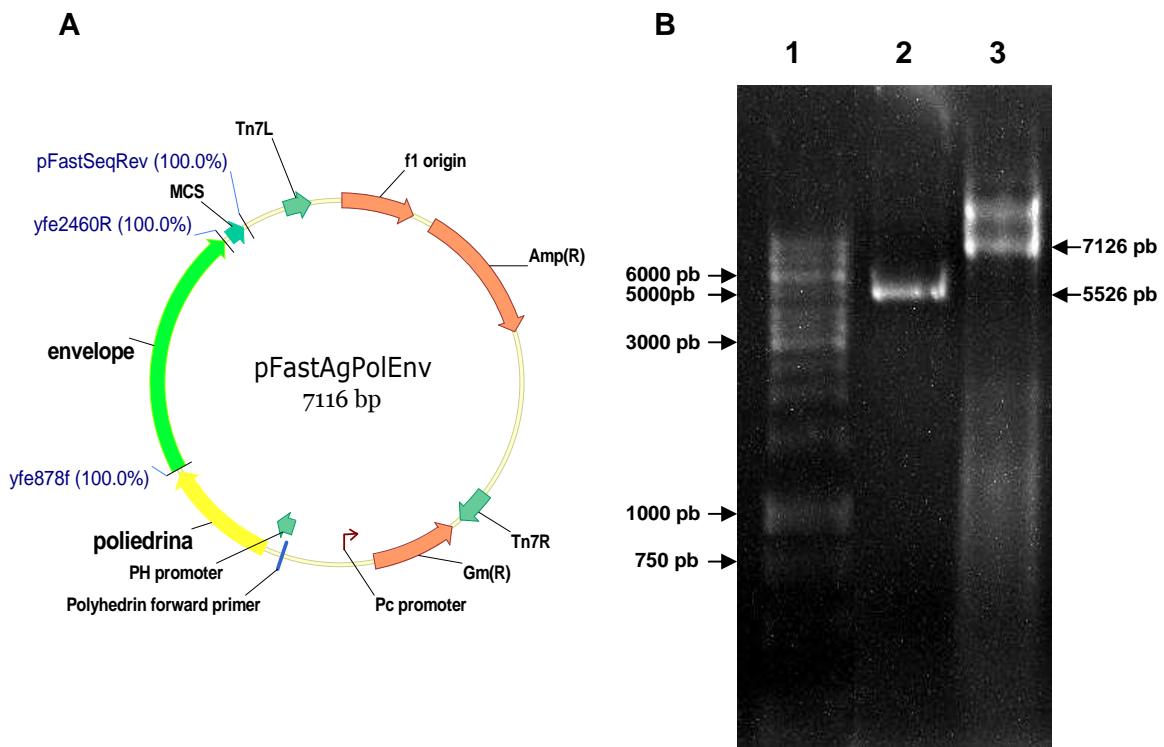 A
B
1 2 3
Tn7L
pFastSeqRev (100.0%)
f1 origin
MCS
yfe2460R (100.0%)
Amp(R)
envelope
pFastAgPolEnv
7116 bp
yfe878f (100.0%)
poliedrina
PH promoter
Polyhedrin forward primer
Pc promoter
Gm(R)
Tn7R
6000 pb
5000pb
3000 pb
1000 pb
750 pb
7126 pb
5526 pb